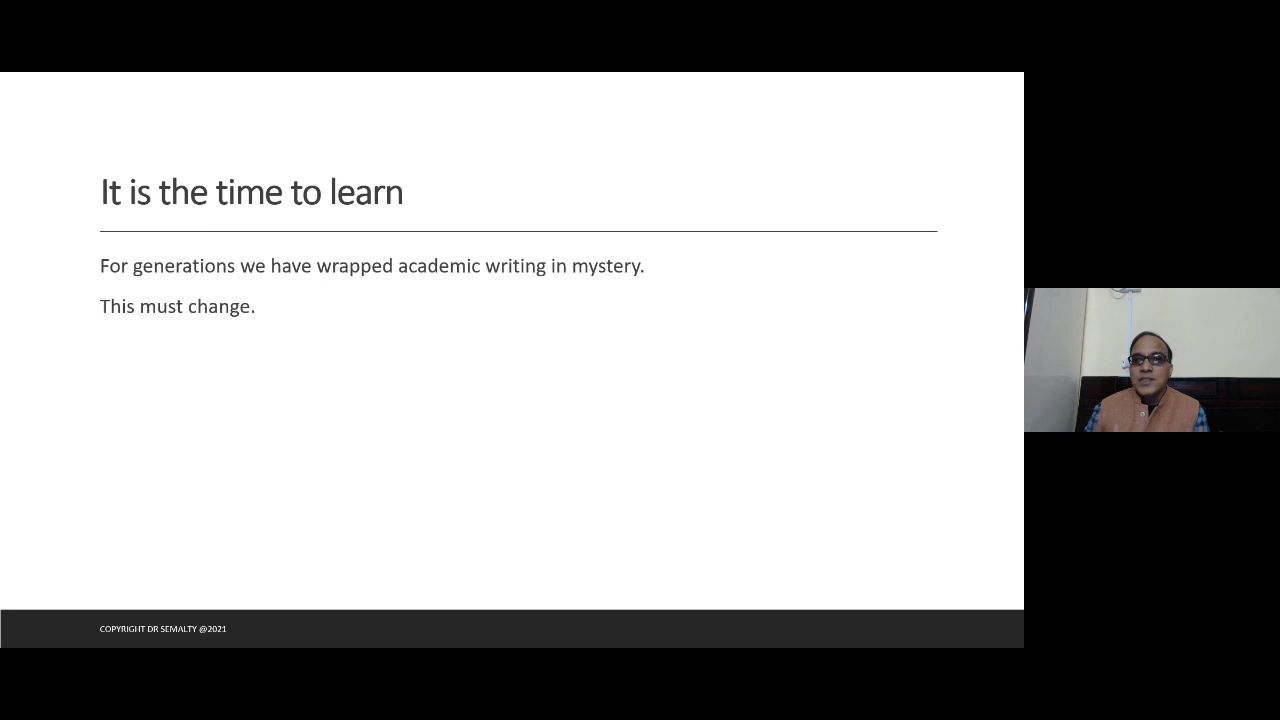 It is the time to learn
For generations we have wrapped academic writing in mystery.
This must change.
COPYRIGHT DR SEMALTY @2021